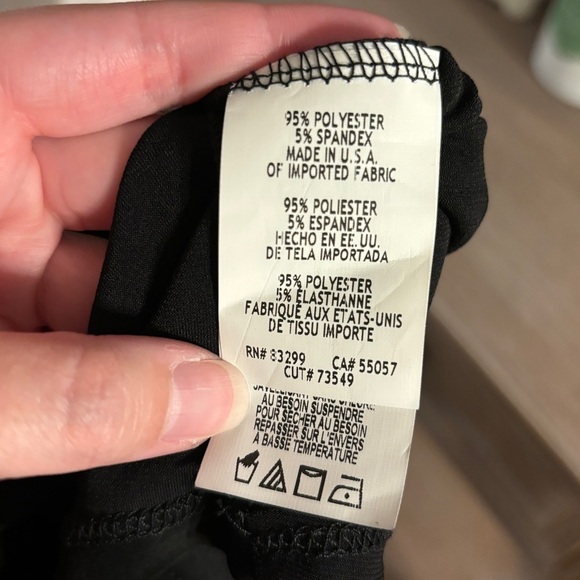 95% POLYESTER
5% SPANDEX
MADE IN U.S.A.
OF IMPORTED FABRIC
95% POLIESTER
5% ESPANDEX
HECHO EN EE.UU.
DE TELA IMPORTADA
95% POLYESTER
5% ÉLASTHANNE
FABRIQUÉ AUX ETATS-UNIS
DE TISSU IMPORTE
RN# 83299 CA# 55057
CUT# 73549
AU BESOIN SUSPENDRE
POUR SÉCHER AU BESOIN
REPASSER SUR L'ENVERS
A BASSE TEMPÉRATURE